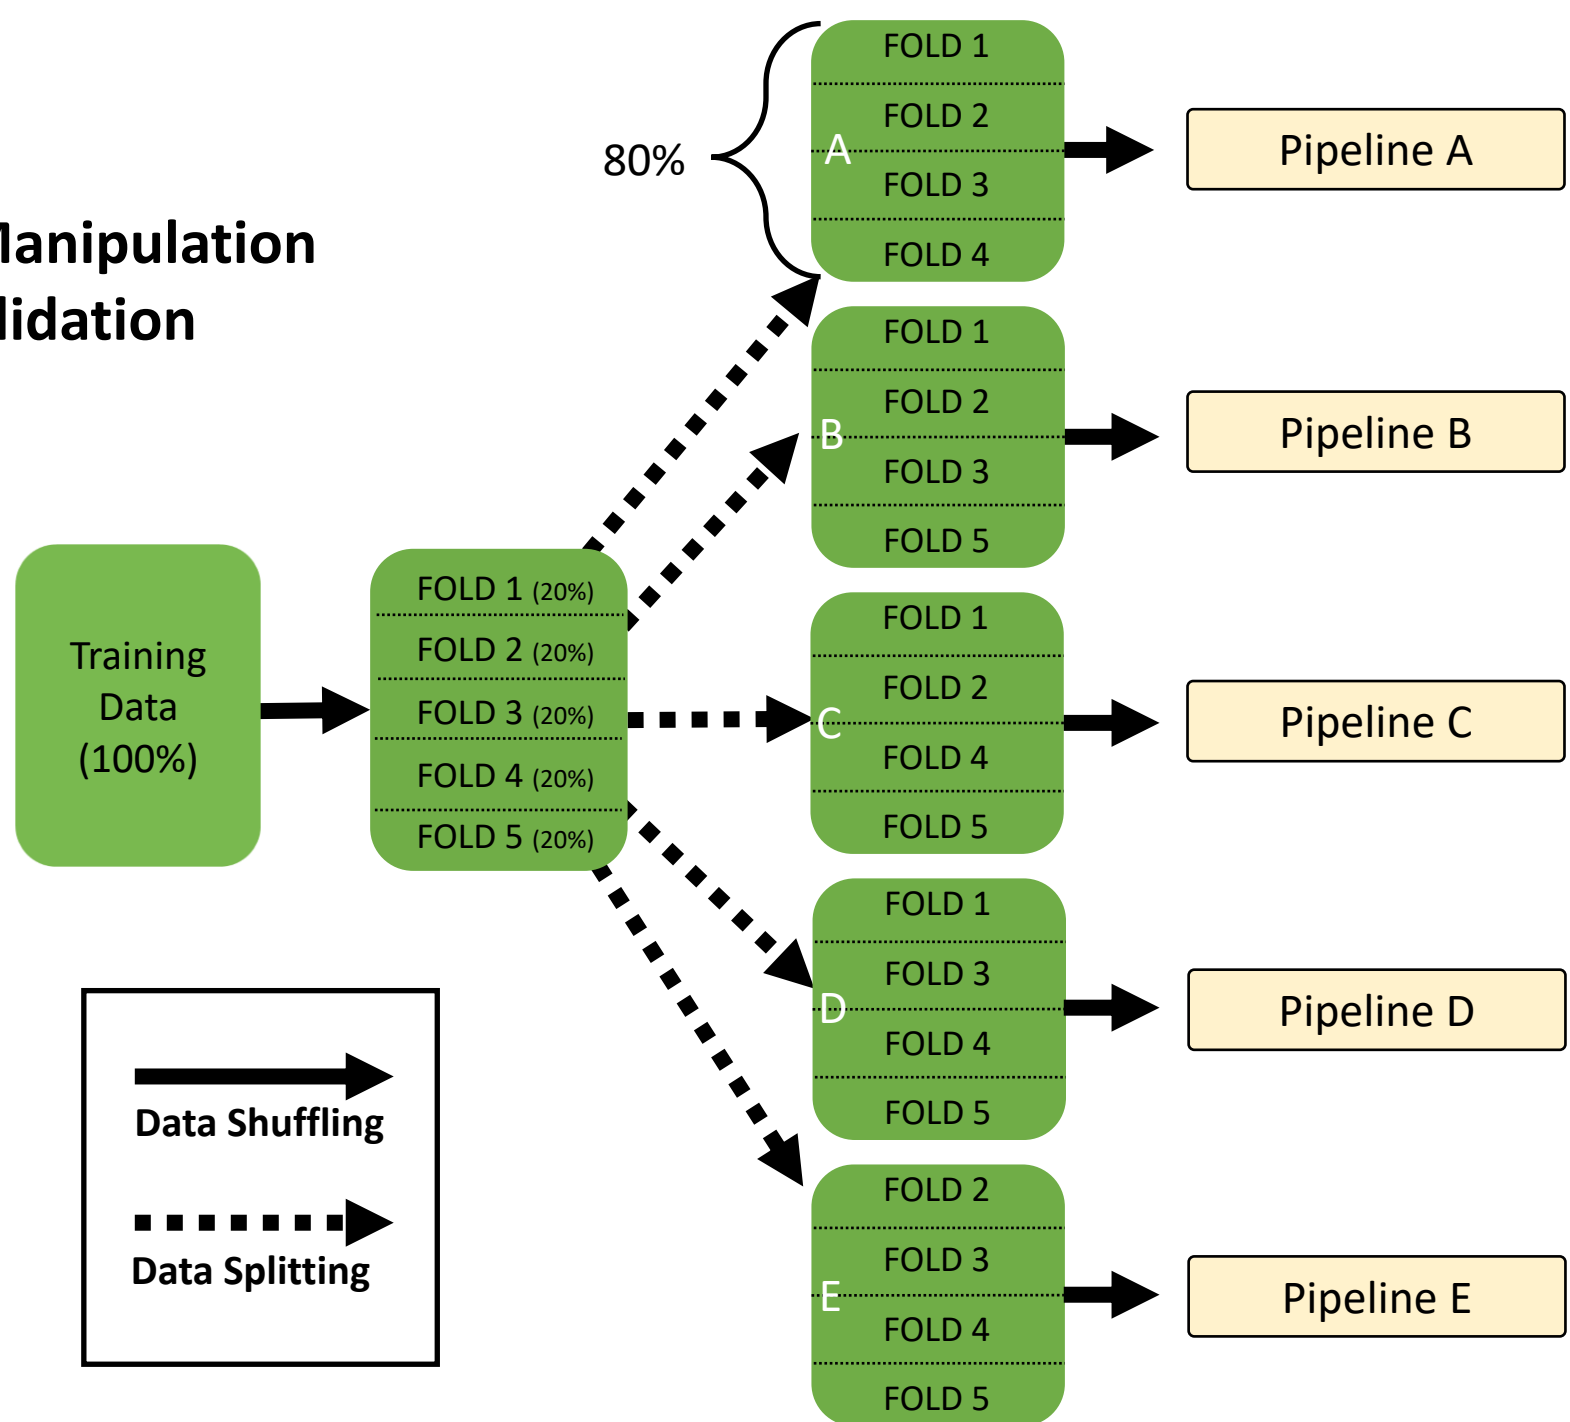 Manipulation
lidation
80%
A
FOLD 1
FOLD 2
FOLD 3
FOLD 4
Pipeline A
B
FOLD 1
FOLD 2
FOLD 3
FOLD 5
Pipeline B
Training
Data
(100%)
FOLD 1 (20%)
FOLD 2 (20%)
FOLD 3 (20%)
FOLD 4 (20%)
FOLD 5 (20%)
C
FOLD 1
FOLD 2
FOLD 4
FOLD 5
Pipeline C
D
FOLD 1
FOLD 3
FOLD 4
FOLD 5
Pipeline D
E
FOLD 2
FOLD 3
FOLD 4
FOLD 5
Pipeline E
Data Shuffling
Data Splitting